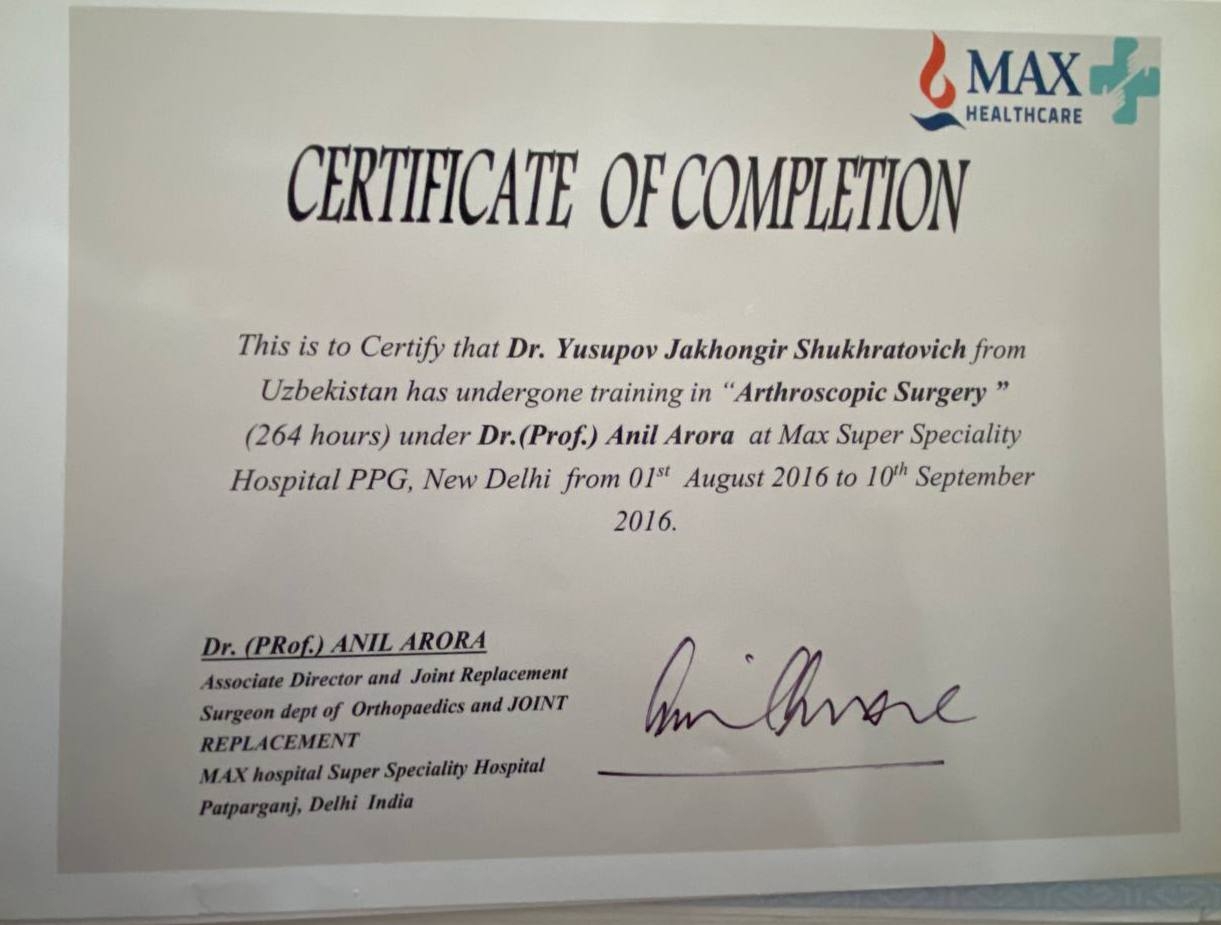 MAX
HEALTHCARE
CERTIFICATE OF COMPLETION
This is to Certify that Dr. Yusupov Jakhongir Shukhratovich from
Uzbekistan has undergone training in “Arthroscopic Surgery ”
(264 hours) under Dr.(Prof.) Anil Arora at Max Super Speciality
Hospital PPG, New Delhi from 01st August 2016 to 10th September
2016.
Dr. (PRof.) ANIL ARORA
Associate Director and Joint Replacement
Surgeon dept of Orthopaedics and JOINT
REPLACEMENT
MAX hospital Super Speciality Hospital
Patparganj, Delhi India